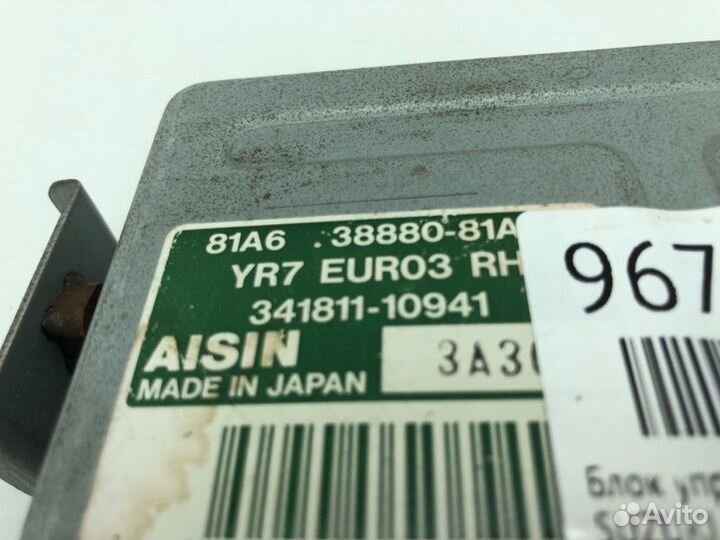 81A6 .38880-81A
YR7 EURO3 RH
341811-10941
AISIN
3A3
MADE IN JAPAN
967
Блок упр
Avito